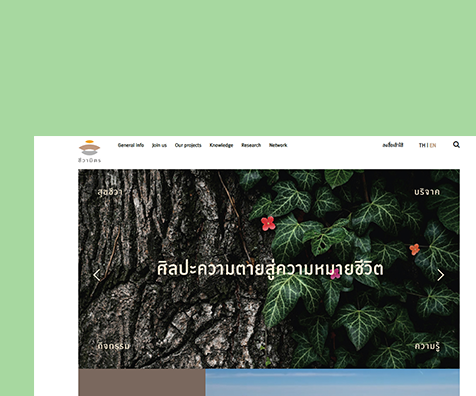 General info Join us Our projects Knowledge Research Network ลงชื่อเข้าใช้ TH | EN
ชีวามิตร
สุขชีวา บริจาค
ศิลปะความตายสู่ความหมายชีวิต
กิจกรรม ความรู้